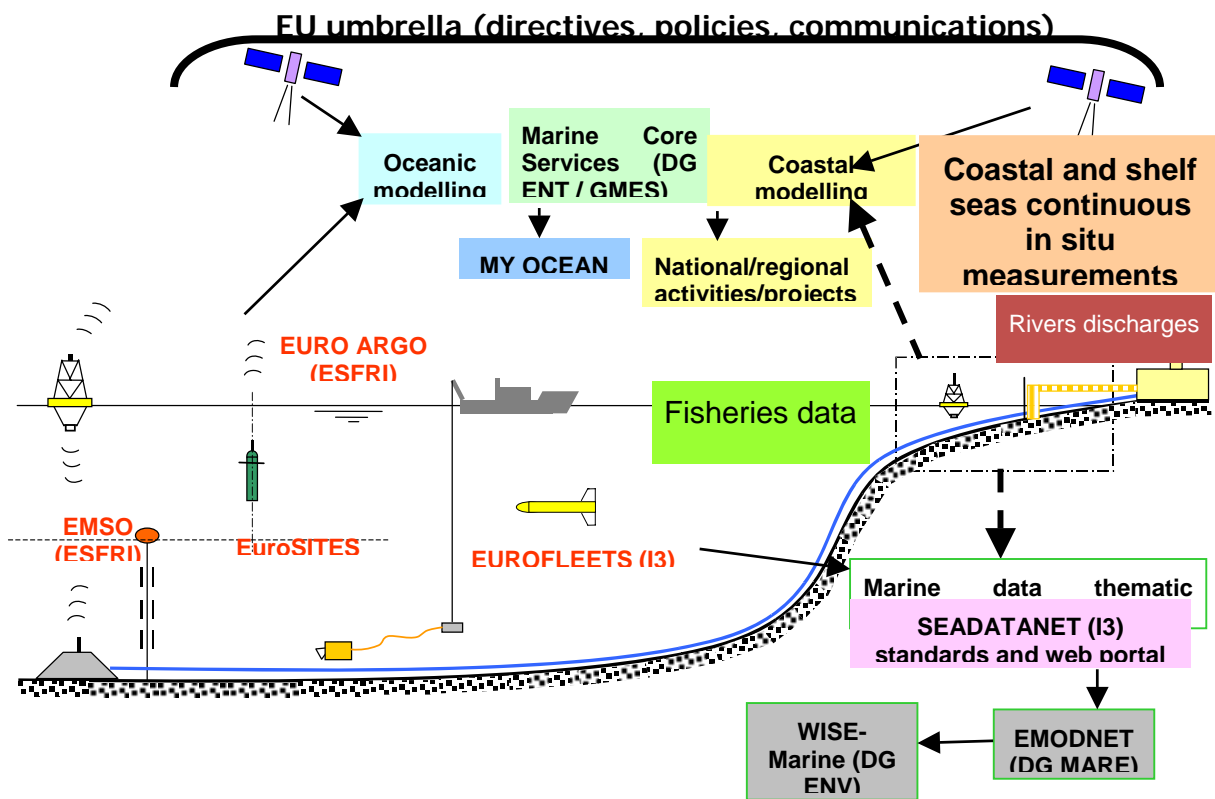 EU umbrella (directives, policies, communications)
Oceanic
modelling
Marine Core
Services (DG
ENT / GMES)
Coastal
modelling
Coastal and shelf
seas continuous
in situ
measurements
MY OCEAN
National/regional
activities/projects
Rivers discharges
EURO ARGO
(ESFRI)
Fisheries data
EMSO
(ESFRI)
EuroSITES
EUROFLEETS (I3)
Marine data thematic
SEADATANET (I3)
standards and web portal
WISE-
Marine (DG
ENV)
EMODNET
(DG MARE)